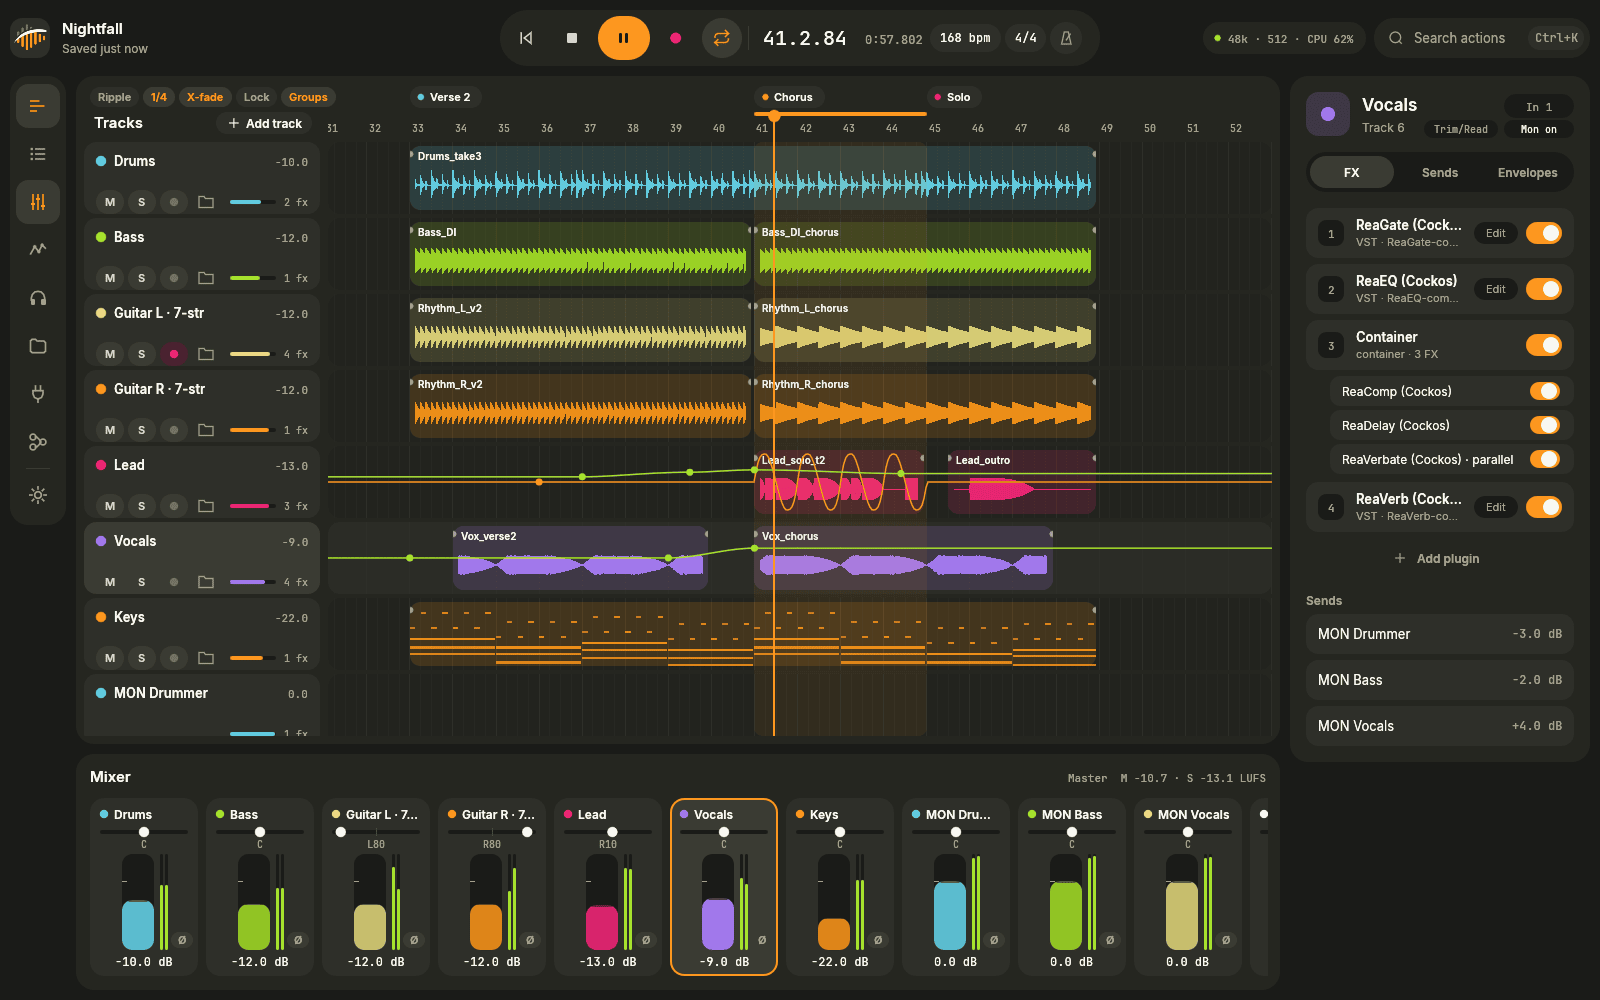 Nightfall
Saved just now
41.2.84
0:57.802
168 bpm
4/4
48k · 512 · CPU 62%
Search actions
Ctrl+K
Ripple
1/4
X-fade
Lock
Groups
Verse 2
Chorus
Solo
Tracks
Add track
31 32 33 34 35 36 37 38 39 40 41 42 43 44 45 46 47 48 49 50 51 52
Drums
-10.0
M S 2 fx
Bass
-12.0
M S 1 fx
Guitar L · 7-str
-12.0
M S 4 fx
Guitar R · 7-str
-12.0
M S 1 fx
Lead
-13.0
M S 3 fx
Vocals
-9.0
M S 4 fx
Keys
-22.0
M S 1 fx
MON Drummer
0.0
1 fx
Drums_take3
Bass_DI
Bass_DI_chorus
Rhythm_L_v2
Rhythm_L_chorus
Rhythm_R_v2
Rhythm_R_chorus
Lead_solo_t2
Lead_outro
Vox_verse2
Vox_chorus
Vocals
Track 6
In 1
Trim/Read
Mon on
FX
Sends
Envelopes
1
ReaGate (Cock...
VST · ReaGate-co...
Edit
2
ReaEQ (Cockos)
VST · ReaEQ-com...
Edit
3
Container
container · 3 FX
ReaComp (Cockos)
ReaDelay (Cockos)
ReaVerbate (Cockos) · parallel
4
ReaVerb (Cock...
VST · ReaVerb-co...
Edit
Add plugin
Sends
MON Drummer
-3.0 dB
MON Bass
-2.0 dB
MON Vocals
+4.0 dB
Mixer
Master M -10.7 · S -13.1 LUFS
Drums
C
Ø
-10.0 dB
Bass
C
Ø
-12.0 dB
Guitar L · 7...
L80
Ø
-12.0 dB
Guitar R · 7...
R80
Ø
-12.0 dB
Lead
R10
Ø
-13.0 dB
Vocals
C
Ø
-9.0 dB
Keys
C
Ø
-22.0 dB
MON Dru...
C
Ø
0.0 dB
MON Bass
C
Ø
0.0 dB
MON Vocals
C
Ø
0.0 dB